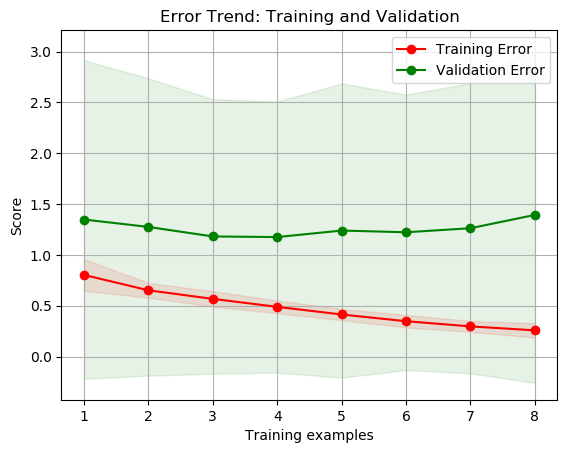 Error Trend: Training and Validation
3.0
2.5
2.0
1.5
1.0
0.5
0.0
Score
Training Error
Validation Error
1 2 3 4 5 6 7 8
Training examples